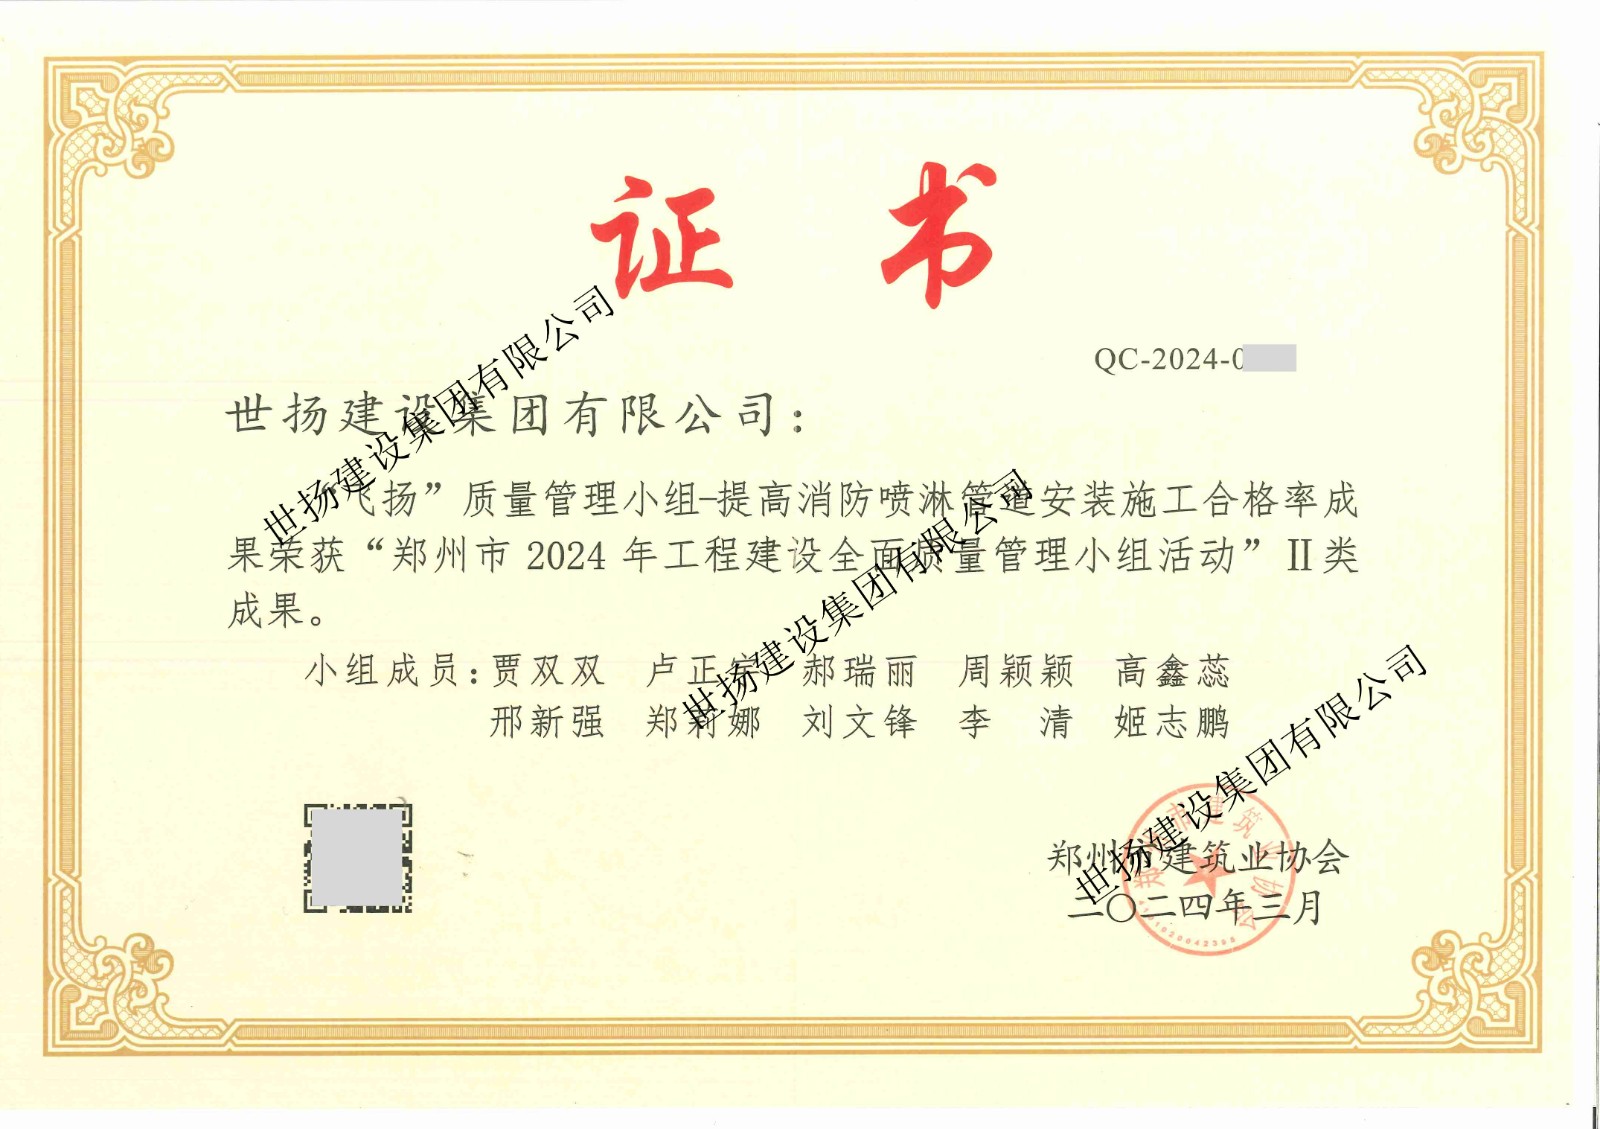 证书
QC-2024-0
世扬建设集团有限公司：
“飞扬”质量管理小组-提高消防喷淋管道安装施工合格率成
果荣获“郑州市 2024 年工程建设全面质量管理小组活动”Ⅱ类
成果。
小组成员：贾双双 卢正 郝瑞丽 周颖颖 高鑫蕊
邢新强 郑莉娜 刘文锋 李 清 姬志鹏
郑州市建筑业协会
二〇二四年三月
世扬建设集团有限公司
世扬建设集团有限公司
世扬建设集团有限公司